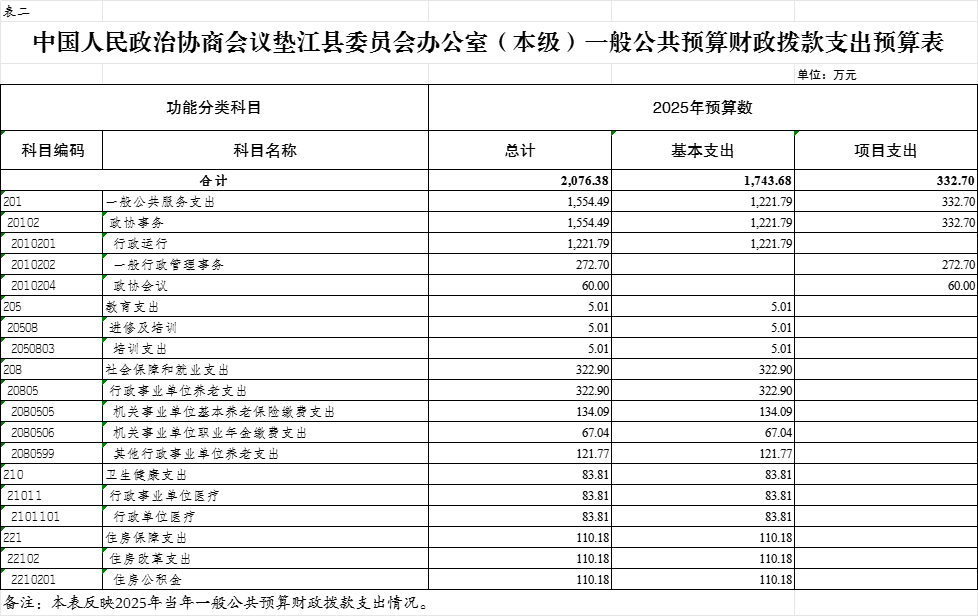 表二
中国人民政治协商会议垫江县委员会办公室（本级）一般公共预算财政拨款支出预算表
单位：万元
功能分类科目 2025年预算数
科目编码 科目名称 总计 基本支出 项目支出
合计 2,076.38 1,743.68 332.70
201 一般公共服务支出 1,554.49 1,221.79 332.70
20102 政协事务 1,554.49 1,221.79 332.70
2010201 行政运行 1,221.79 1,221.79
2010202 一般行政管理事务 272.70 272.70
2010204 政协会议 60.00 60.00
205 教育支出 5.01 5.01
20508 进修及培训 5.01 5.01
2050803 培训支出 5.01 5.01
208 社会保障和就业支出 322.90 322.90
20805 行政事业单位养老支出 322.90 322.90
2080505 机关事业单位基本养老保险缴费支出 134.09 134.09
2080506 机关事业单位职业年金缴费支出 67.04 67.04
2080599 其他行政事业单位养老支出 121.77 121.77
210 卫生健康支出 83.81 83.81
21011 行政事业单位医疗 83.81 83.81
2101101 行政单位医疗 83.81 83.81
221 住房保障支出 110.18 110.18
22102 住房改革支出 110.18 110.18
2210201 住房公积金 110.18 110.18
备注：本表反映2025年当年一般公共预算财政拨款支出情况。